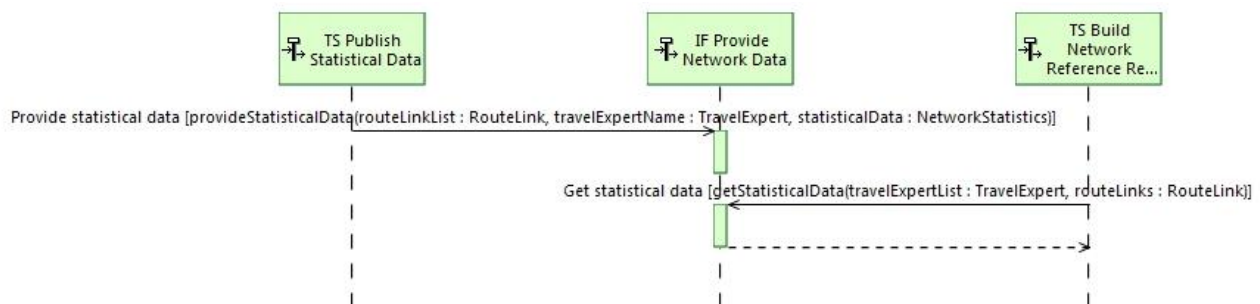 TS Publish
Statistical Data
IF Provide
Network Data
TS Build
Network
Reference Re...
Provide statistical data [provideStatisticalData(routeLinkList : RouteLink, travelExpertName : TravelExpert, statisticalData : NetworkStatistics)]
Get statistical data [getStatisticalData(travelExpertList : TravelExpert, routeLinks : RouteLink)]